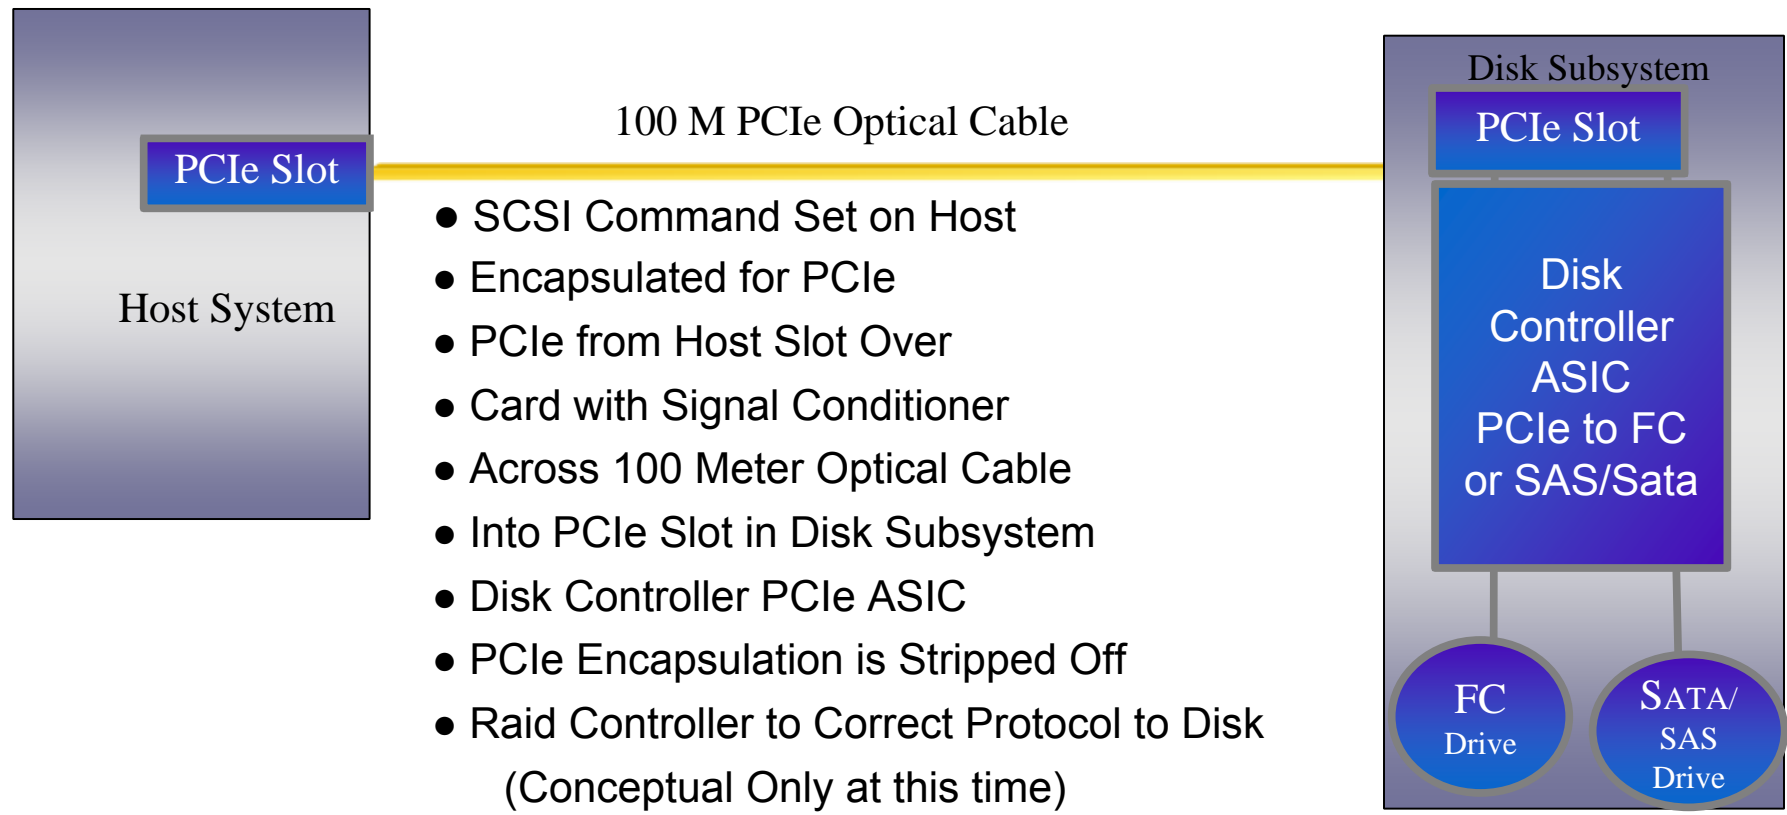 PCIe Slot
Host System
100 M PCIe Optical Cable
● SCSI Command Set on Host
● Encapsulated for PCIe
● PCIe from Host Slot Over
● Card with Signal Conditioner
● Across 100 Meter Optical Cable
● Into PCIe Slot in Disk Subsystem
● Disk Controller PCIe ASIC
● PCIe Encapsulation is Stripped Off
● Raid Controller to Correct Protocol to Disk
(Conceptual Only at this time)
Disk Subsystem
PCIe Slot
Disk
Controller
ASIC
PCIe to FC
or SAS/Sata
FC
Drive
SATA/
SAS
Drive